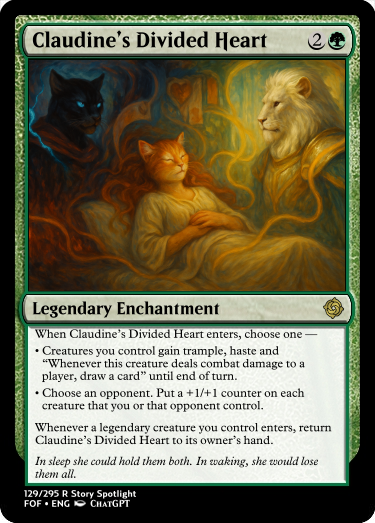 Claudine's Divided Heart 2
Legendary Enchantment
When Claudine's Divided Heart enters, choose one —
• Creatures you control gain trample, haste and
“Whenever this creature deals combat damage to a
player, draw a card” until end of turn.
• Choose an opponent. Put a +1/+1 counter on each
creature that you or that opponent control.
Whenever a legendary creature you control enters, return
Claudine's Divided Heart to its owner's hand.
In sleep she could hold them both. In waking, she would lose
them all.
129/295 R Story Spotlight
FOF • ENG ChatGPT